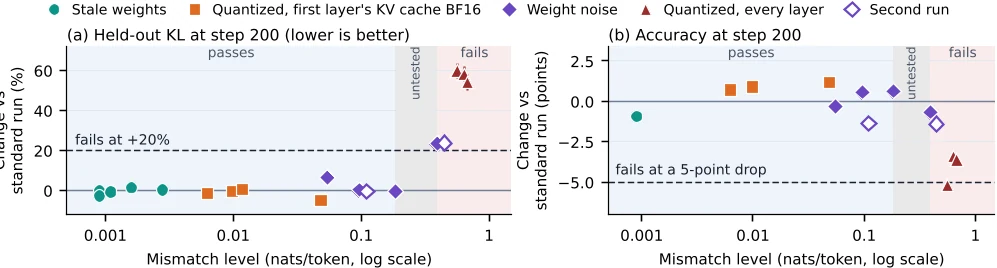 Stale weights
Quantized, first layer's KV cache BF16
Weight noise
Quantized, every layer
Second run
(a) Held-out KL at step 200 (lower is better)
passes
untested
fails
fails at +20%
60
40
20
0
0.001
0.01
0.1
1
standard run (%)
Mismatch level (nats/token, log scale)
(b) Accuracy at step 200
passes
untested
fails
fails at a 5-point drop
2.5
0.0
−2.5
−5.0
0.001
0.01
0.1
1
Change vs
standard run (points)
Mismatch level (nats/token, log scale)